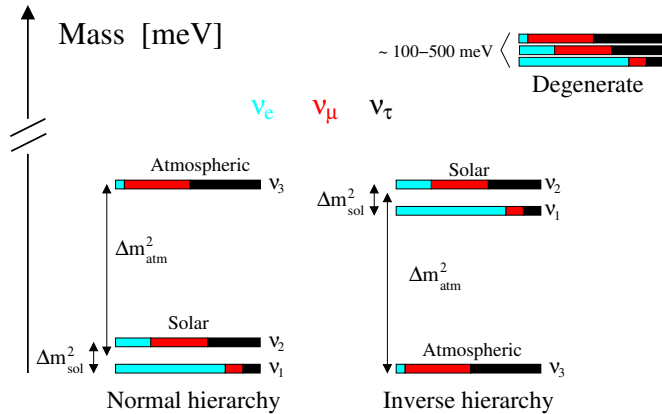 Mass [meV]
~ 100−500 meV
Degenerate
νe νμ ντ
Atmospheric
ν3
Δm²atm
Solar
ν2
Δm²sol
ν1
Normal hierarchy
Solar
ν2
Δm²sol
ν1
Δm²atm
Atmospheric
ν3
Inverse hierarchy